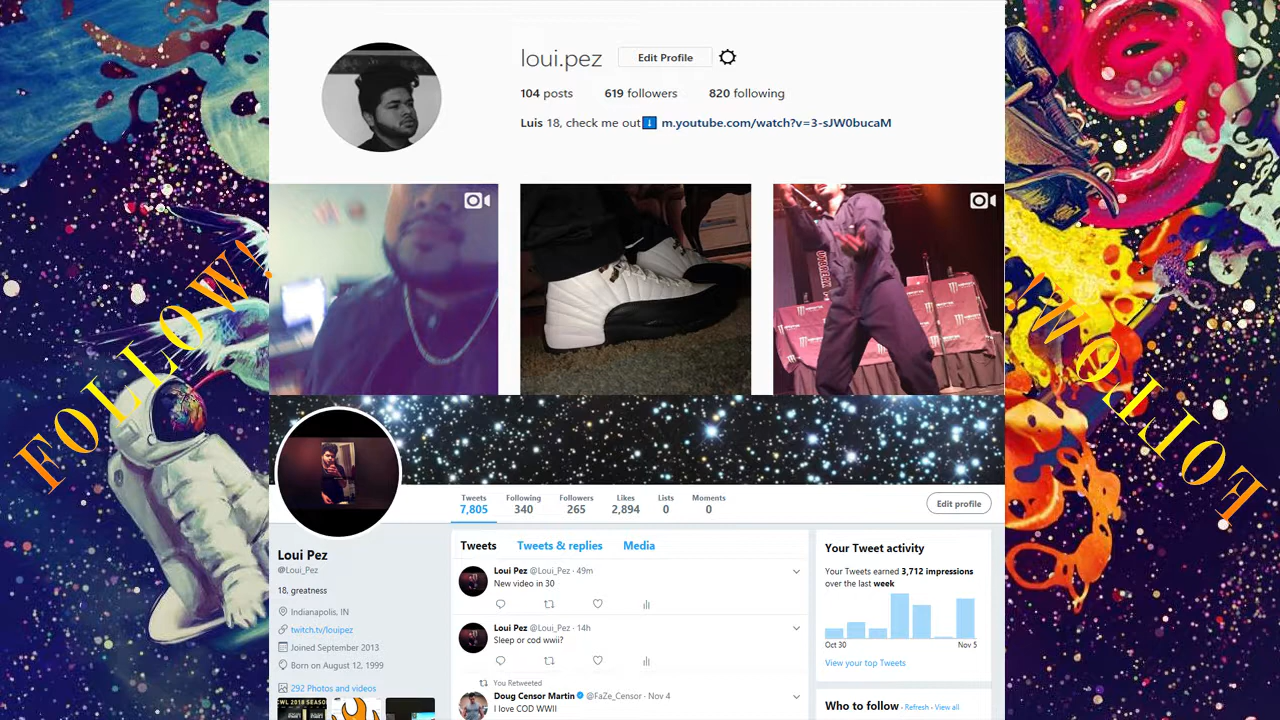 loui.pez Edit Profile
104 posts 619 followers 820 following
Luis 18, check me out m.youtube.com/watch?v=3-sJW0bucaM
FOLLOW!
FOLLOW!
Tweets Following Followers Likes Lists Moments
7,805 340 265 2,894 0 0
Edit profile
Loui Pez
@Loui_Pez
18, greatness
Indianapolis, IN
twitch.tv/louipez
Joined September 2013
Born on August 12, 1999
292 Photos and videos
Tweets Tweets & replies Media
Loui Pez @Loui_Pez · 49m
New video in 30
Loui Pez @Loui_Pez · 14h
Sleep or cod wwii?
You Retweeted
Doug Censor Martin @FaZe_Censor · Nov 4
I love COD WWII
Your Tweet activity
Your Tweets earned 3,712 impressions
over the last week
Oct 30 Nov 5
View your top Tweets
Who to follow · Refresh · View all